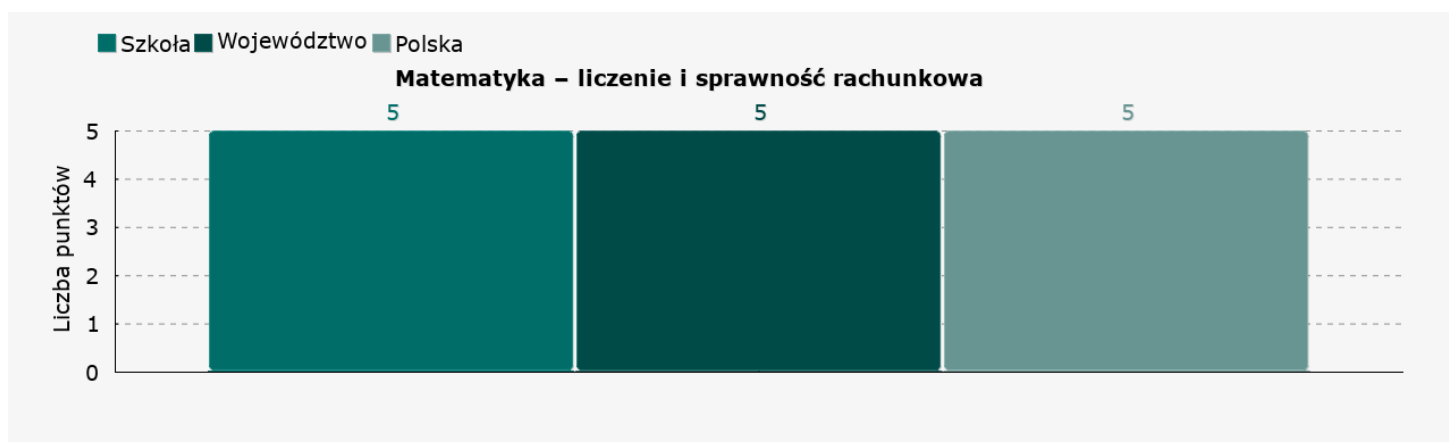 Szkoła Województwo Polska
Matematyka – liczenie i sprawność rachunkowa
5 5 5
Liczba punktów
5
4
3
2
1
0